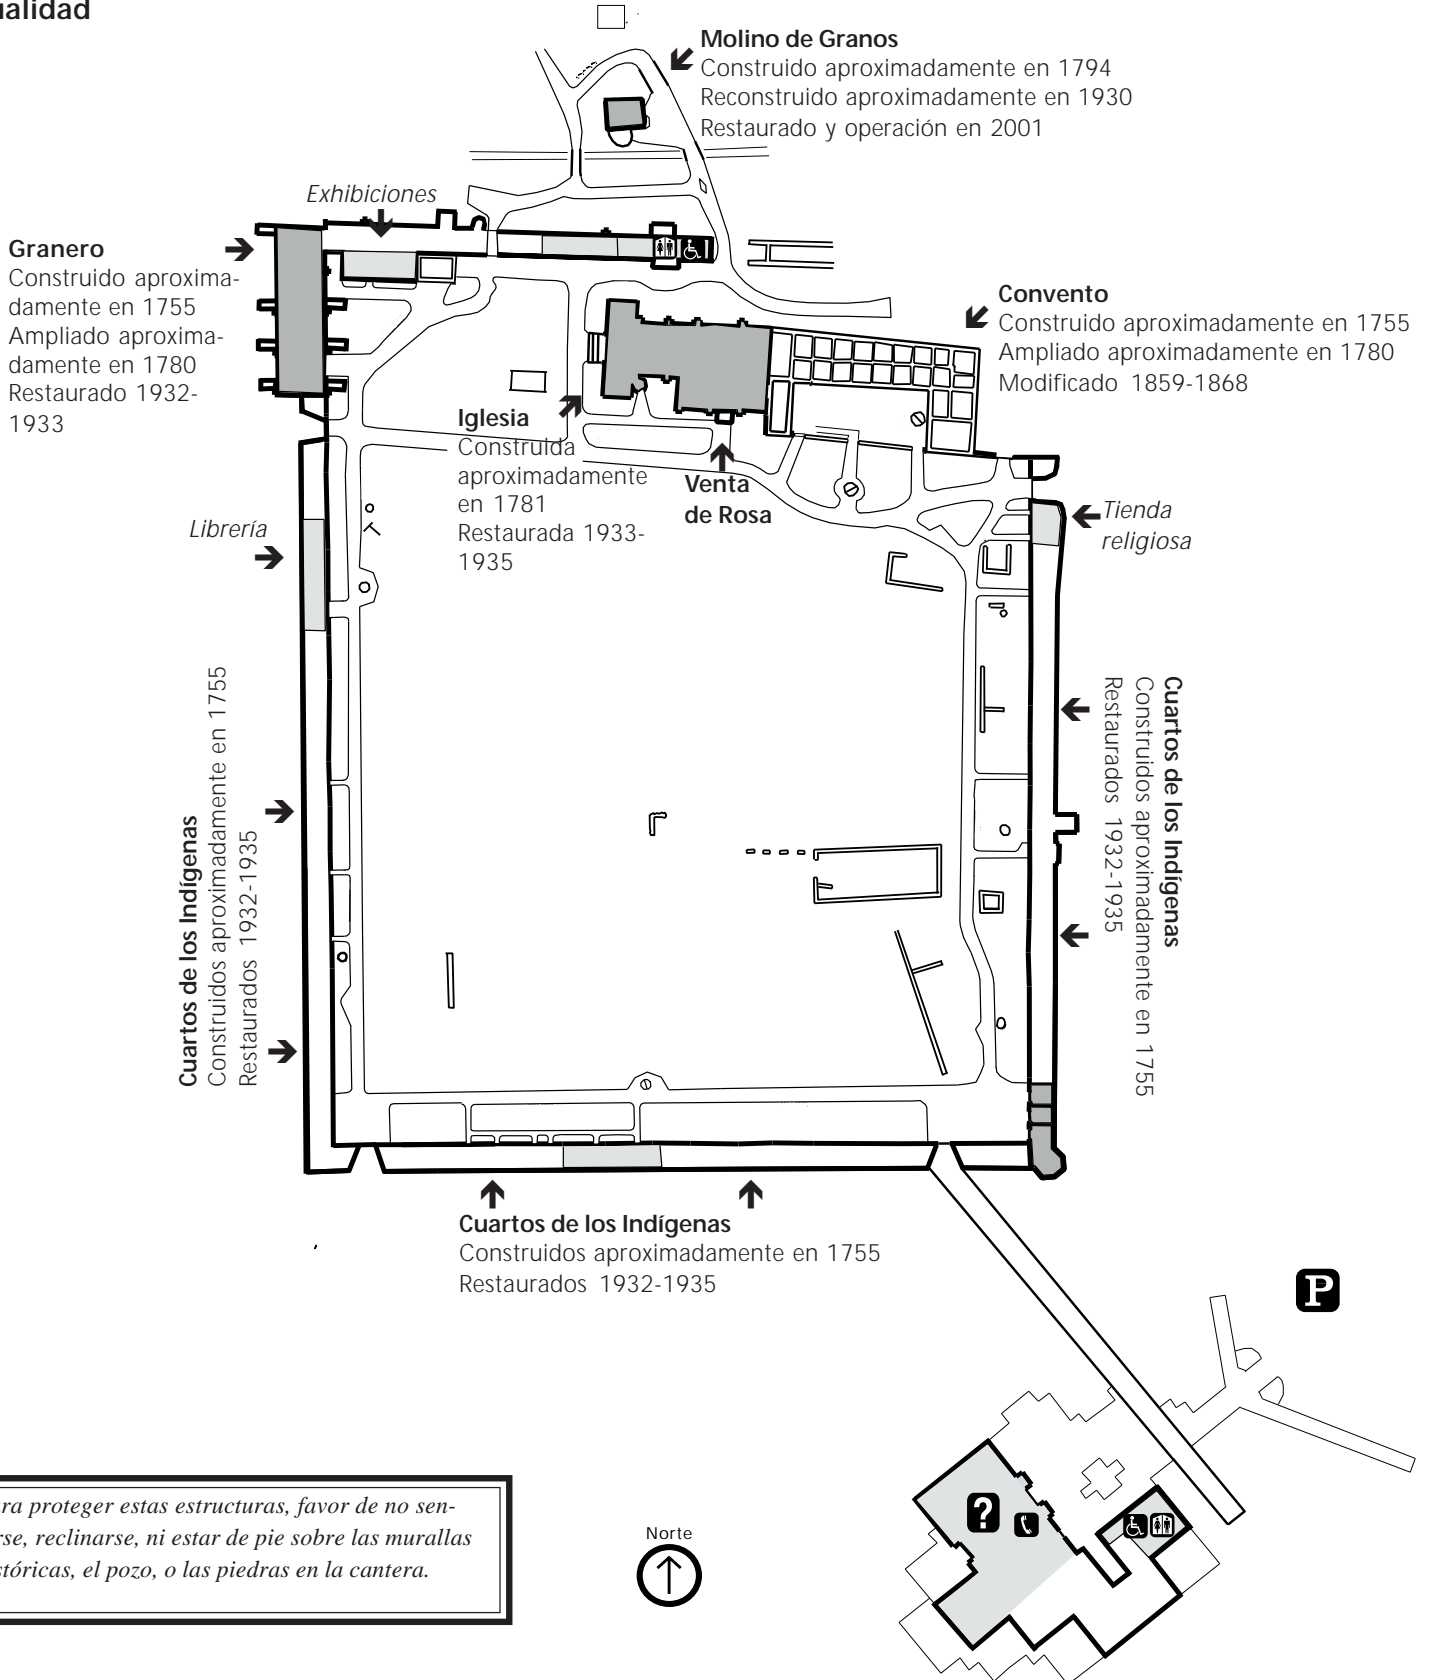 ualidad
Molino de Granos
Construido aproximadamente en 1794
Reconstruido aproximadamente en 1930
Restaurado y operación en 2001
Exhibiciones
Granero
Construido aproxima-
damente en 1755
Ampliado aproxima-
damente en 1780
Restaurado 1932-
1933
Convento
Construido aproximadamente en 1755
Ampliado aproximadamente en 1780
Modificado 1859-1868
Iglesia
Construida
aproximadamente
en 1781
Restaurada 1933-
1935
Venta
de Rosa
Librería
Tienda
religiosa
Cuartos de los Indígenas
Construidos aproximadamente en 1755
Restaurados 1932-1935
Cuartos de los Indígenas
Construidos aproximadamente en 1755
Restaurados 1932-1935
Cuartos de los Indígenas
Construidos aproximadamente en 1755
Restaurados 1932-1935
P
?
Norte
ra proteger estas estructuras, favor de no sen-
rse, reclinarse, ni estar de pie sobre las murallas
stóricas, el pozo, o las piedras en la cantera.